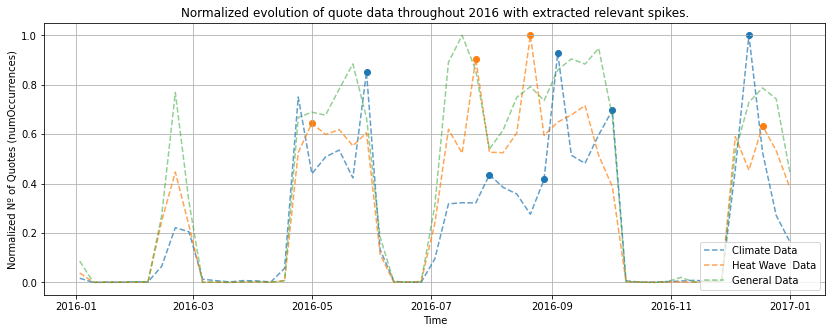 Normalized evolution of quote data throughout 2016 with extracted relevant spikes.
Normalized Nº of Quotes (numOccurrences)
1.0
0.8
0.6
0.4
0.2
0.0
Climate Data
Heat Wave  Data
General Data
2016-01 2016-03 2016-05 2016-07 2016-09 2016-11 2017-01
Time